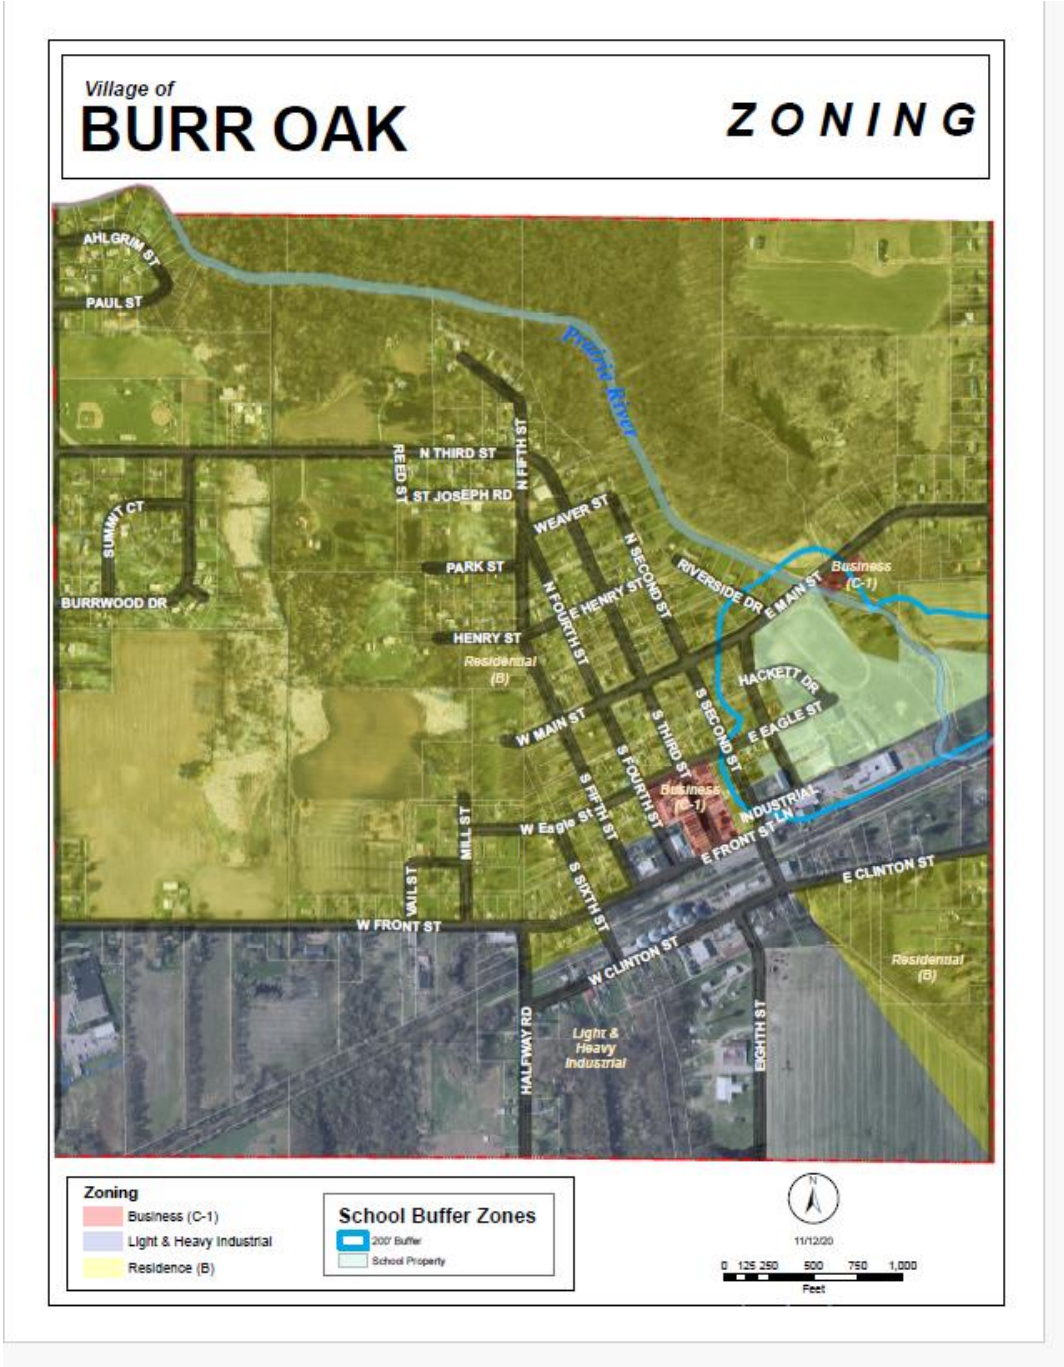 Village of
BURR OAK
ZONING
AHLGRIM ST
PAUL ST
Prairie River
N FIFTH ST
N THIRD ST
REED ST
ST JOSEPH RD
WEAVER ST
SUMMIT CT
N SECOND ST
PARK ST
RIVERSIDE DR
Business
(C-1)
BURRWOOD DR
N FOURTH ST
E HENRY ST
E MAIN ST
HENRY ST
Residential
(B)
HACKETT DR
W MAIN ST
S SECOND ST
S THIRD ST
E EAGLE ST
S FOURTH ST
S FIFTH ST
Business
(C-1)
INDUSTRIAL
LN
MILL ST
W Eagle St
E FRONT ST
S SIXTH ST
E CLINTON ST
VAIL ST
W FRONT ST
W CLINTON ST
Residential
(B)
HALFWAY RD
Light &
Heavy
Industrial
EIGHTH ST
Zoning
Business (C-1)
Light & Heavy Industrial
Residence (B)
School Buffer Zones
200' Buffer
School Property
N
11/12/20
0 125 250 500 750 1,000
Feet